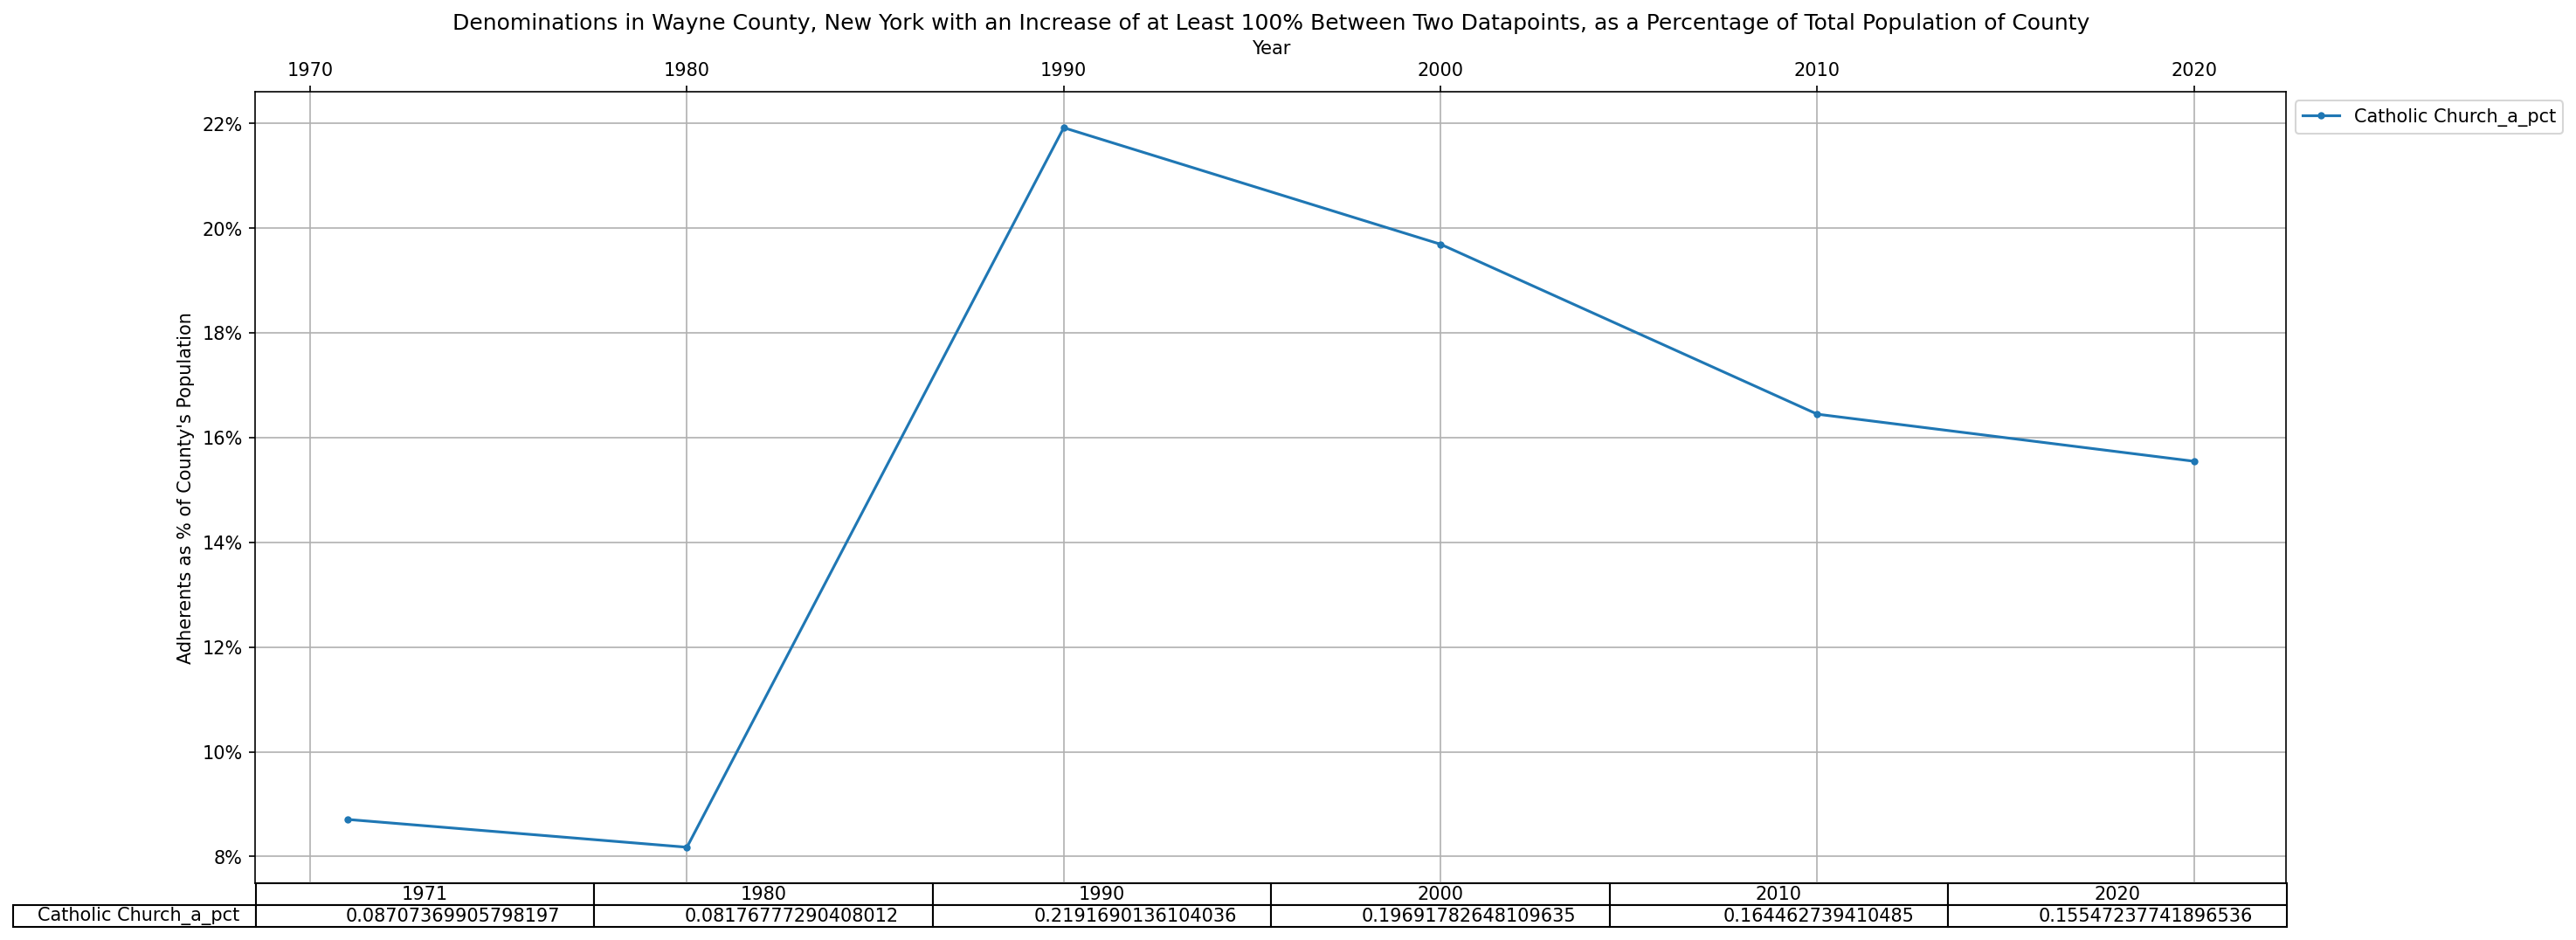 Denominations in Wayne County, New York with an Increase of at Least 100% Between Two Datapoints, as a Percentage of Total Population of County
Year
1970 1980 1990 2000 2010 2020
Catholic Church_a_pct
22%
20%
18%
16%
14%
12%
10%
8%
Adherents as % of County's Population
1971 1980 1990 2000 2010 2020
Catholic Church_a_pct 0.08707369905798197 0.08176777290408012 0.2191690136104036 0.19691782648109635 0.164462739410485 0.15547237741896536